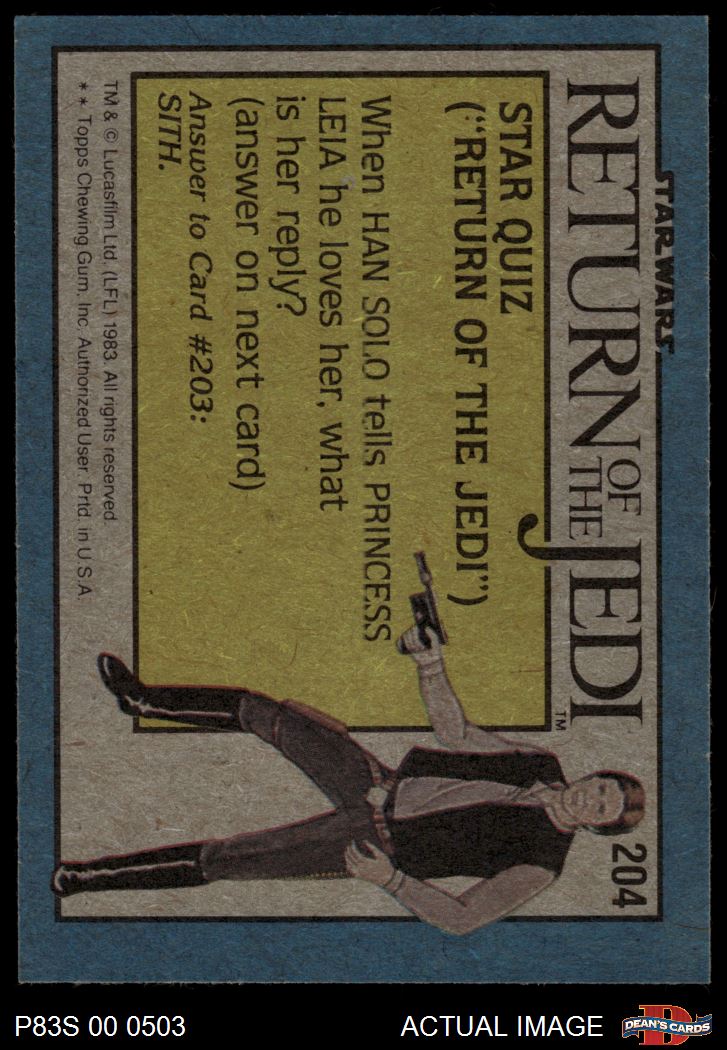 STAR WARS
RETURN OF THE JEDI
TM
204
STAR QUIZ
("RETURN OF THE JEDI")
When HAN SOLO tells PRINCESS
LEIA he loves her, what
is her reply?
(answer on next card)
Answer to Card #203:
SITH.
TM & © Lucasfilm Ltd. (LFL) 1983. All rights reserved.
** Topps Chewing Gum, Inc. Authorized User. Prtd. in U.S.A.
P83S 00 0503
ACTUAL IMAGE
D
DEAN'S CARDS